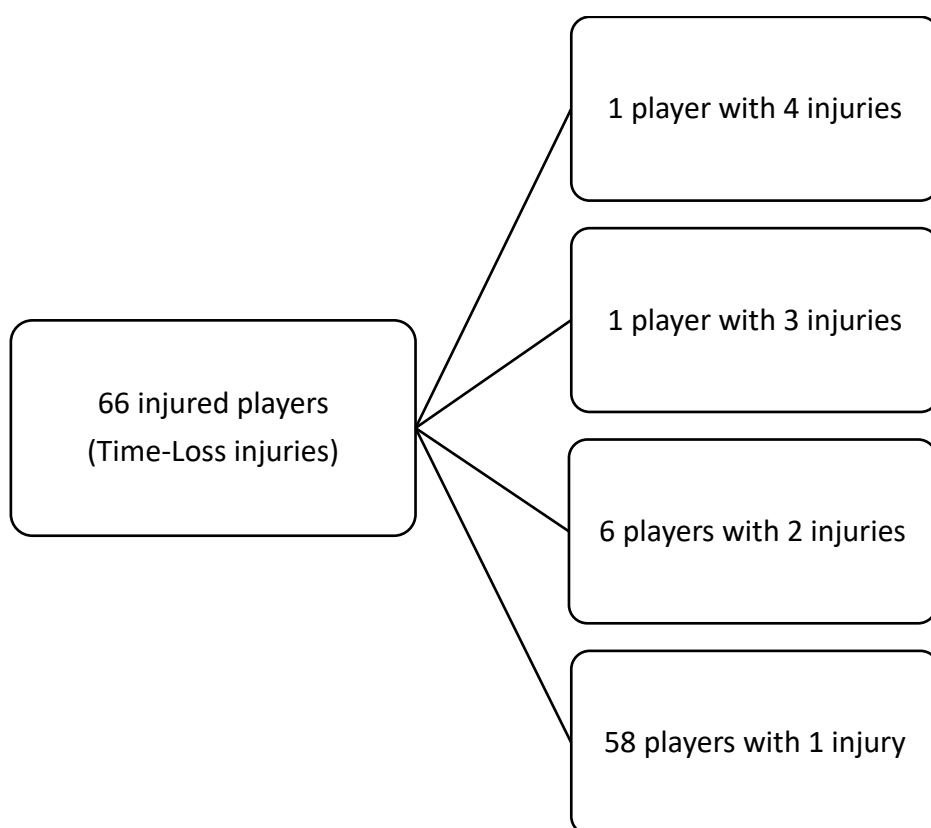 1 player with 4 injuries
1 player with 3 injuries
66 injured players
(Time-Loss injuries)
6 players with 2 injuries
58 players with 1 injury